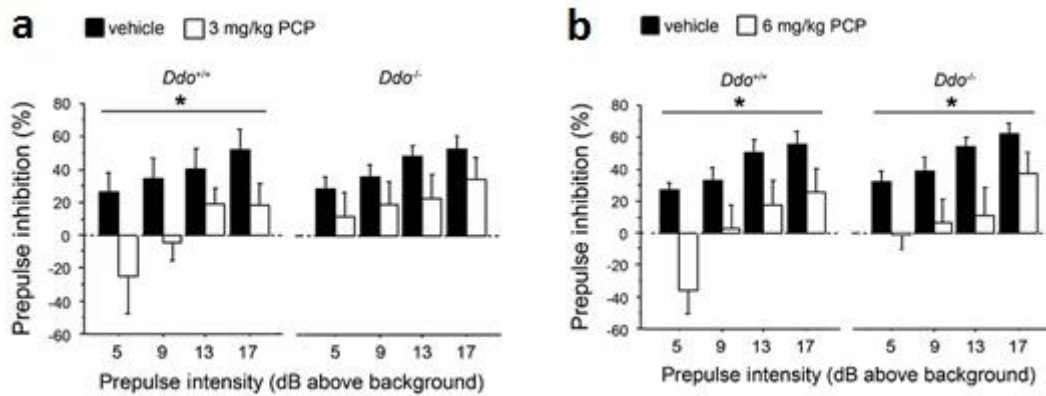 a
vehicle 3 mg/kg PCP
Ddo+/+ Ddo-/-
* 
Prepulse inhibition (%)
80
60
40
20
0
-20
-40
-60
5 9 13 17 5 9 13 17
Prepulse intensity (dB above background)
b
vehicle 6 mg/kg PCP
Ddo+/+ Ddo-/-
* *
Prepulse inhibition (%)
80
60
40
20
0
-20
-40
-60
5 9 13 17 5 9 13 17
Prepulse intensity (dB above background)